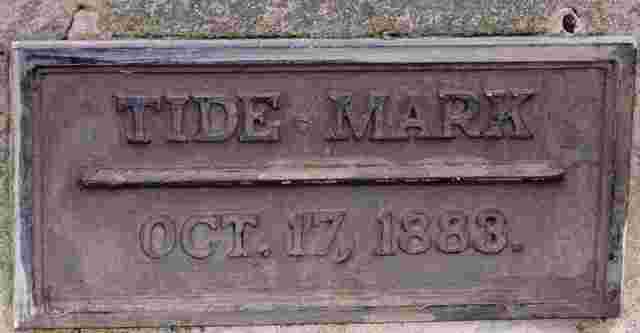 TIDE - MARK
OCT. 17, 1883.